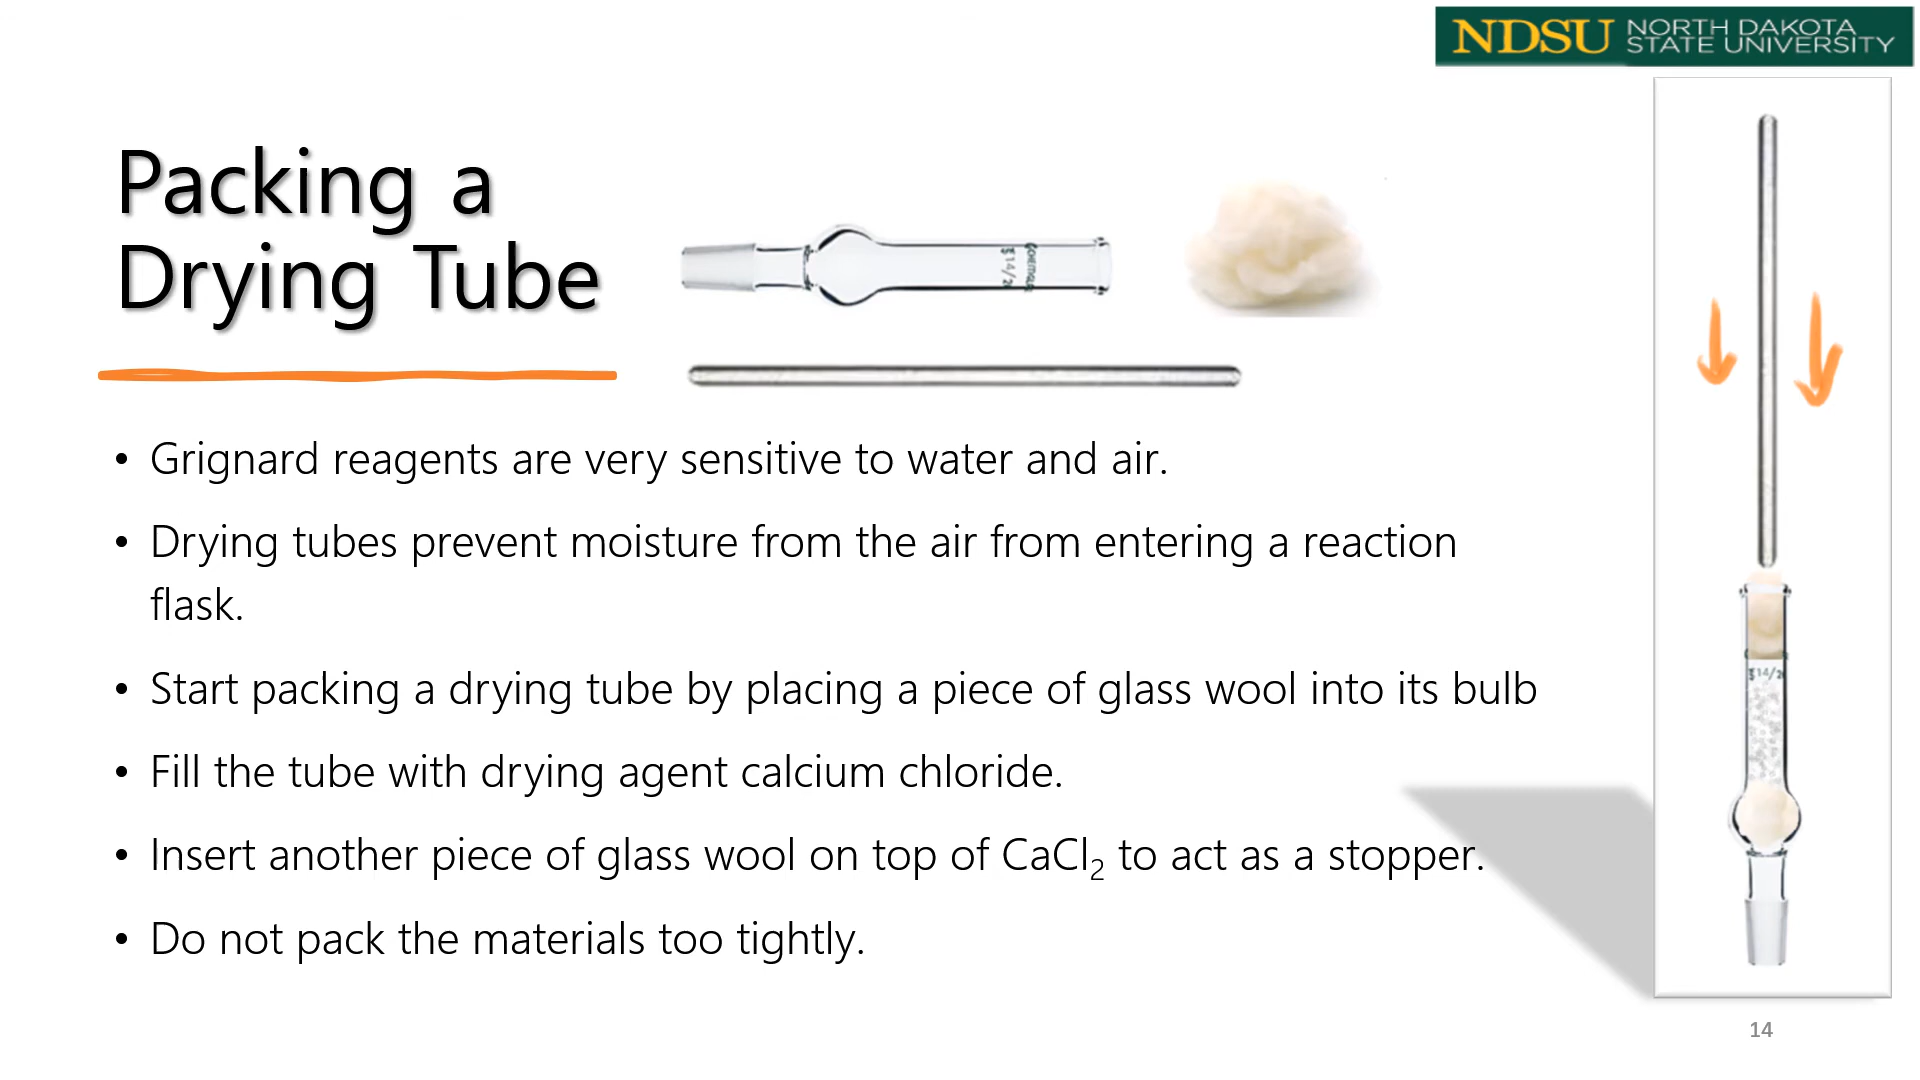 NDSU NORTH DAKOTA
STATE UNIVERSITY
Packing a
Drying Tube
• Grignard reagents are very sensitive to water and air.
• Drying tubes prevent moisture from the air from entering a reaction
flask.
• Start packing a drying tube by placing a piece of glass wool into its bulb
• Fill the tube with drying agent calcium chloride.
• Insert another piece of glass wool on top of CaCl₂ to act as a stopper.
• Do not pack the materials too tightly.
14